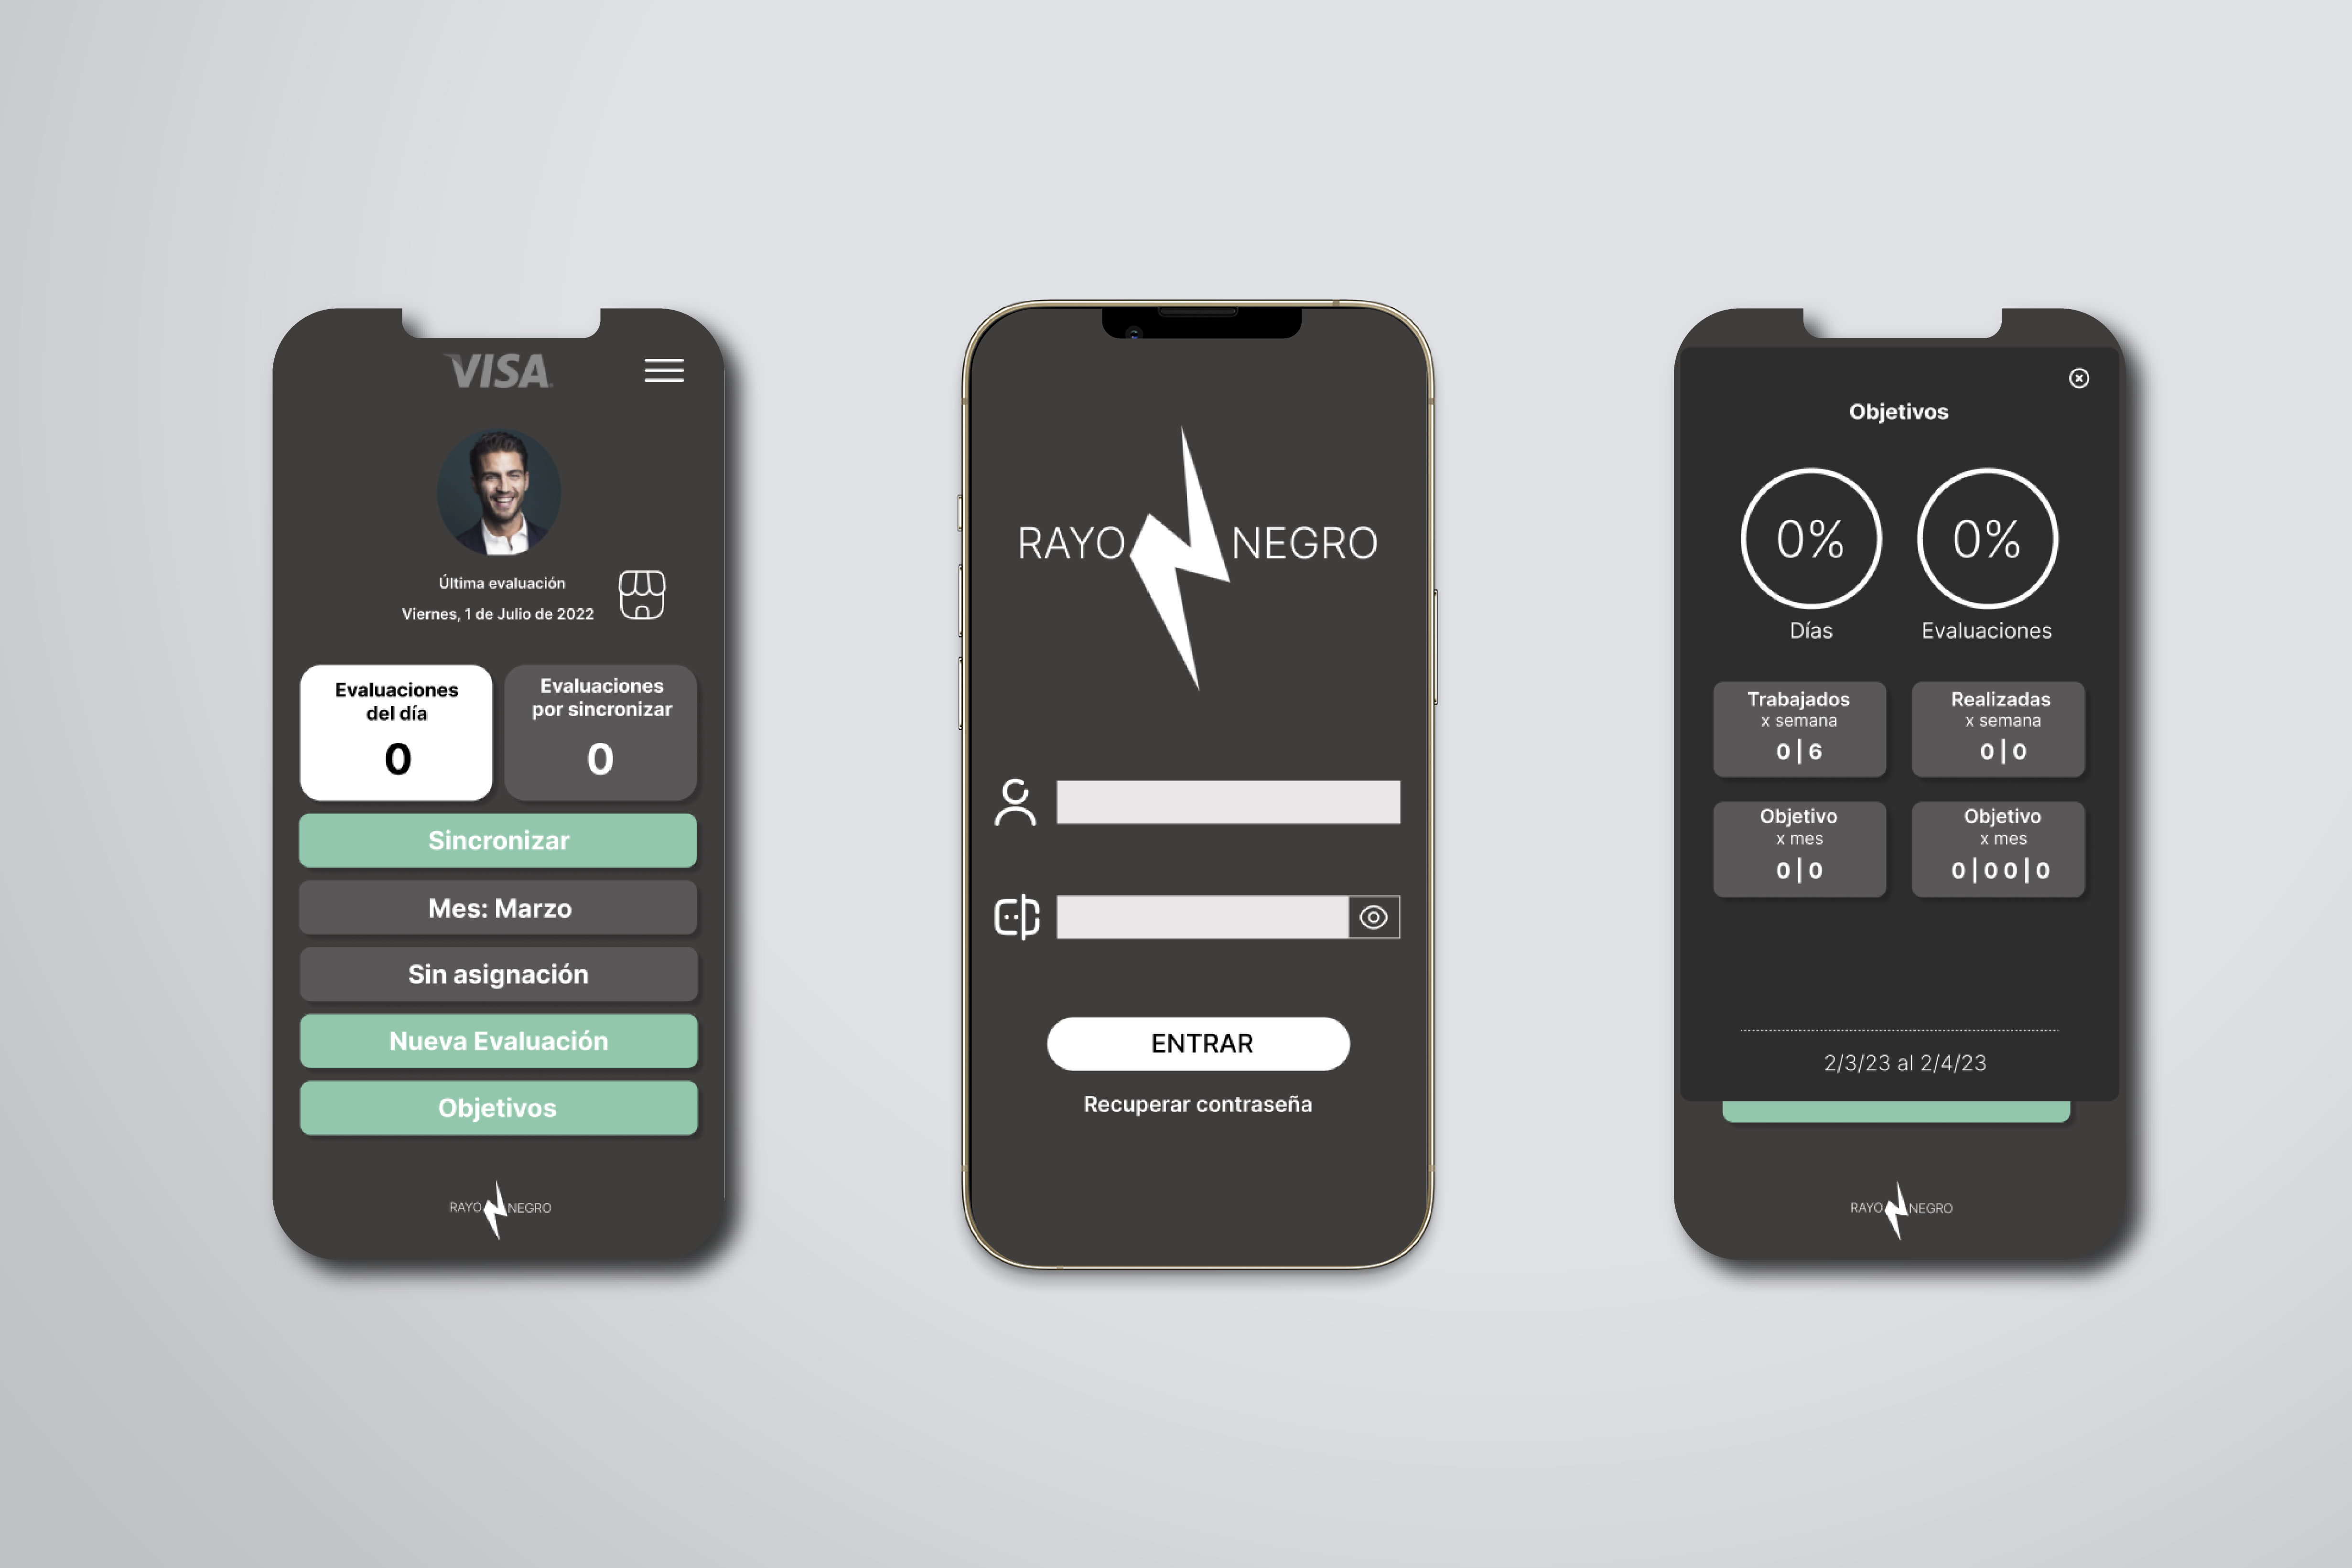 VISA
Última evaluación
Viernes, 1 de Julio de 2022
Evaluaciones
del día
0
Evaluaciones
por sincronizar
0
Sincronizar
Mes: Marzo
Sin asignación
Nueva Evaluación
Objetivos
RAYO NEGRO
RAYO NEGRO
ENTRAR
Recuperar contraseña
Objetivos
0% 0%
Días Evaluaciones
Trabajados
x semana
0|6
Realizadas
x semana
0|0
Objetivo
x mes
0|0
Objetivo
x mes
0|0 0|0
2/3/23 al 2/4/23
RAYO NEGRO